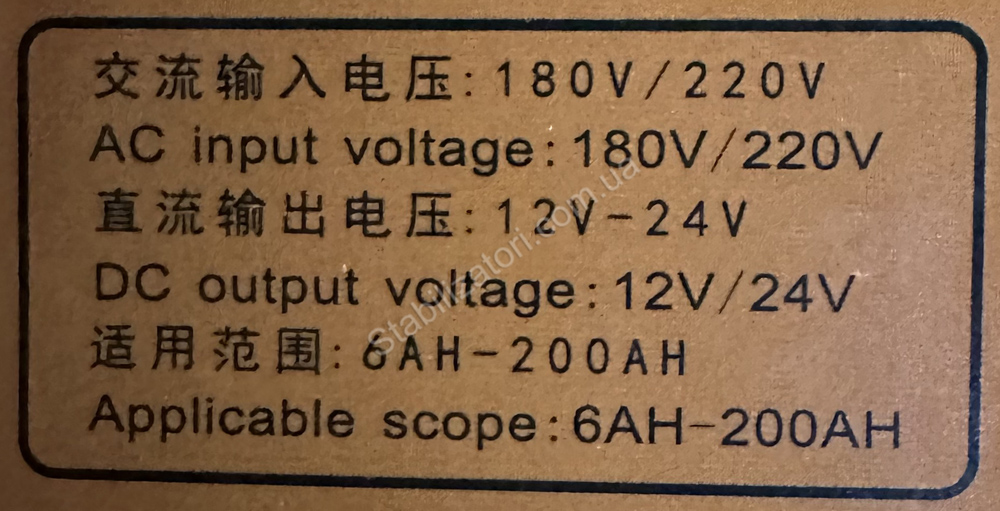 交流输入电压:180V/220V
AC input voltage:180V/220V
直流输出电压:12V-24V
DC output voltage:12V/24V
适用范围:6AH-200AH
Applicable scope:6AH-200AH
Stabilizatori.com.ua